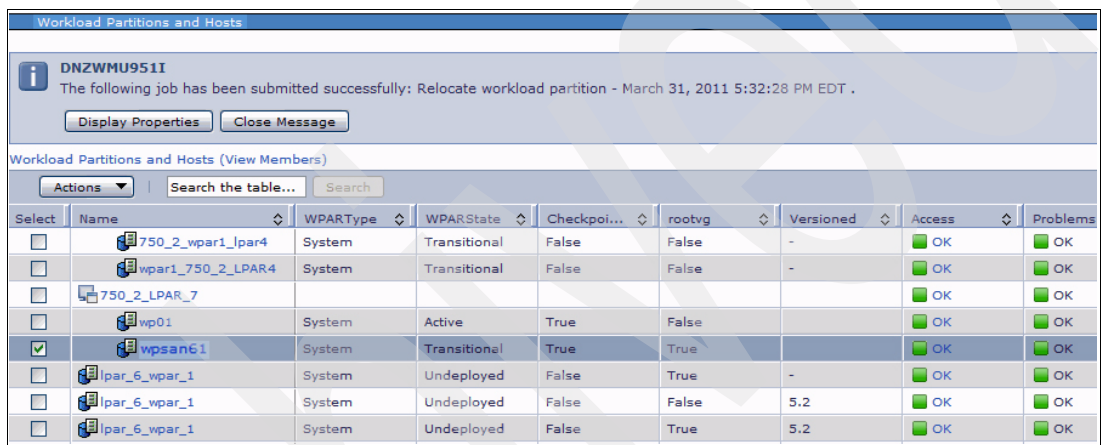 Workload Partitions and Hosts
DNZWMU951I
The following job has been submitted successfully: Relocate workload partition - March 31, 2011 5:32:28 PM EDT .
Display Properties Close Message
Workload Partitions and Hosts (View Members)
Actions Search the table... Search
Select Name WPARType WPARState Checkpoi... rootvg Versioned Access Problems
750_2_wpar1_lpar4 System Transitional False False - OK OK
wpar1_750_2_LPAR4 System Transitional False False - OK OK
750_2_LPAR_7 OK OK
wp01 System Active True False OK OK
wpsan61 System Transitional True True OK OK
lpar_6_wpar_1 System Undeployed False True - OK OK
lpar_6_wpar_1 System Undeployed False False 5.2 OK OK
lpar_6_wpar_1 System Undeployed False True 5.2 OK OK